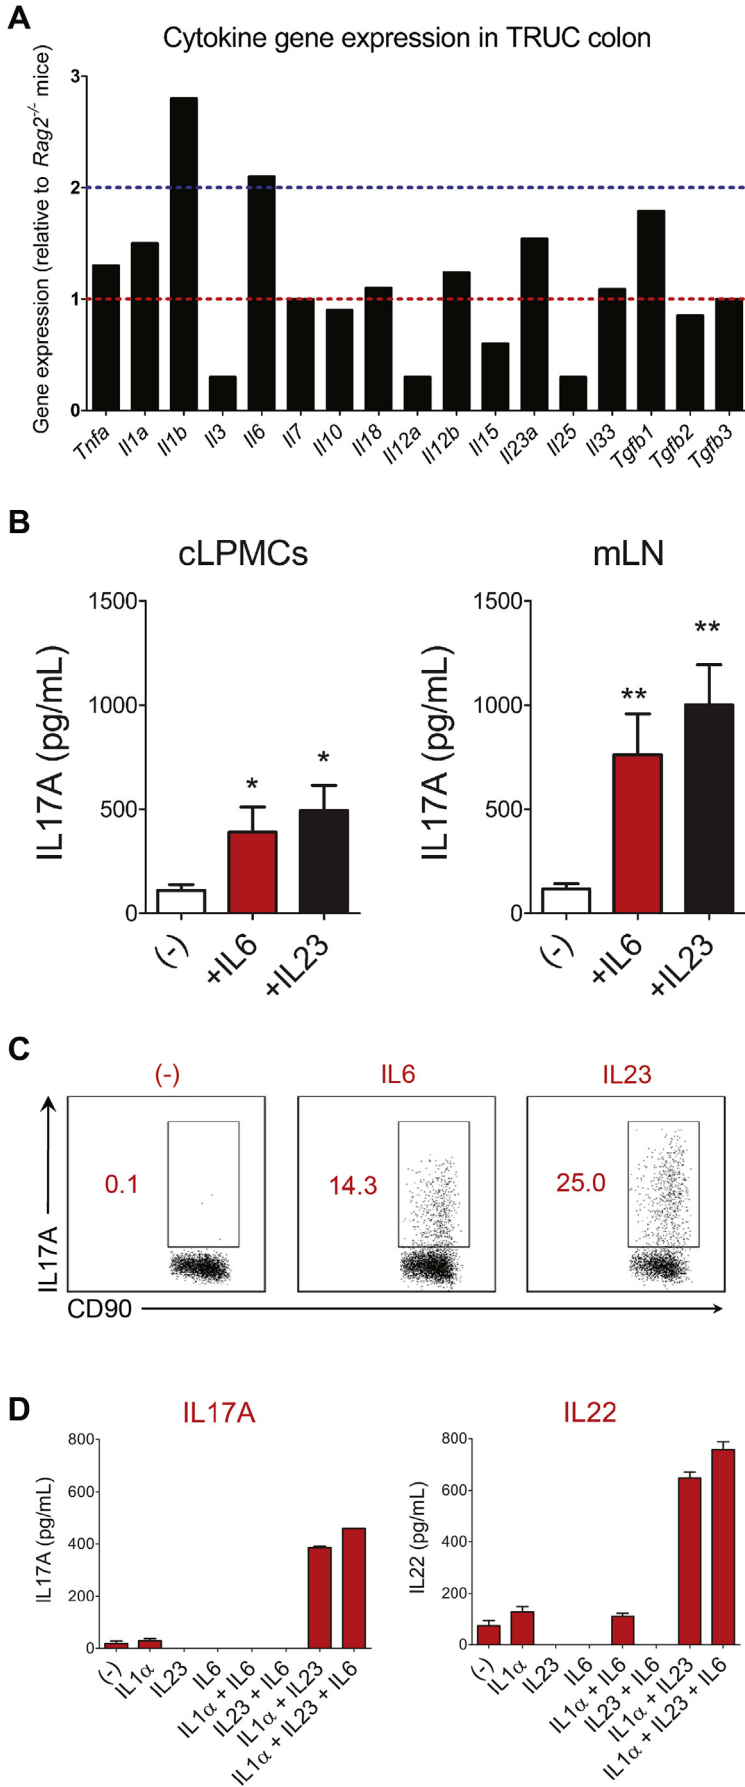 A
Cytokine gene expression in TRUC colon
Gene expression (relative to Rag2-/- mice)
3
2
1
0
Tnfa Il1a Il1b Il3 Il6 Il7 Il10 Il18 Il12a Il12b Il15 Il23a Il25 Il33 Tgfb1 Tgfb2 Tgfb3
B
cLPMCs
IL17A (pg/mL)
1500
1000
500
0
*
*
(-) +IL6 +IL23
mLN
IL17A (pg/mL)
1500
1000
500
0
**
**
(-) +IL6 +IL23
C
(-) IL6 IL23
0.1 14.3 25.0
IL17A
CD90
D
IL17A
IL17A (pg/mL)
800
600
400
200
0
(-) IL1α IL23 IL6 IL1α + IL6 IL23 + IL6 IL1α + IL23 IL1α + IL23 + IL6
IL22
IL22 (pg/mL)
800
600
400
200
0
(-) IL1α IL23 IL6 IL1α + IL6 IL23 + IL6 IL1α + IL23 IL1α + IL23 + IL6